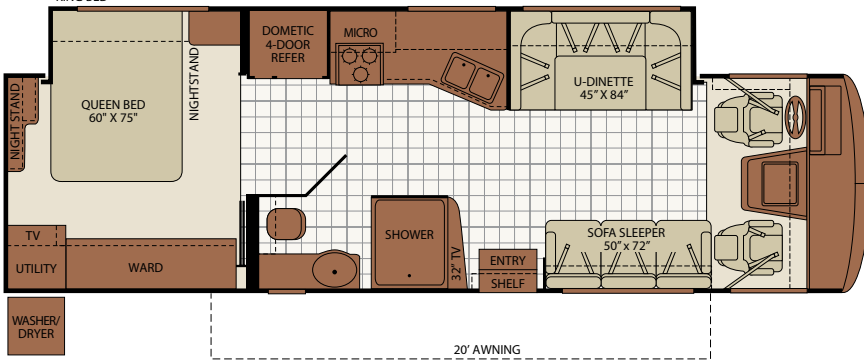 DOMETIC
4-DOOR
REFER
MICRO
U-DINETTE
45" X 84"
QUEEN BED
60" X 75"
NIGHTSTAND
NIGHT STAND
TV
UTILITY
WARD
SHOWER
32" TV
ENTRY
SHELF
SOFA SLEEPER
50" x 72"
WASHER/
DRYER
20' AWNING